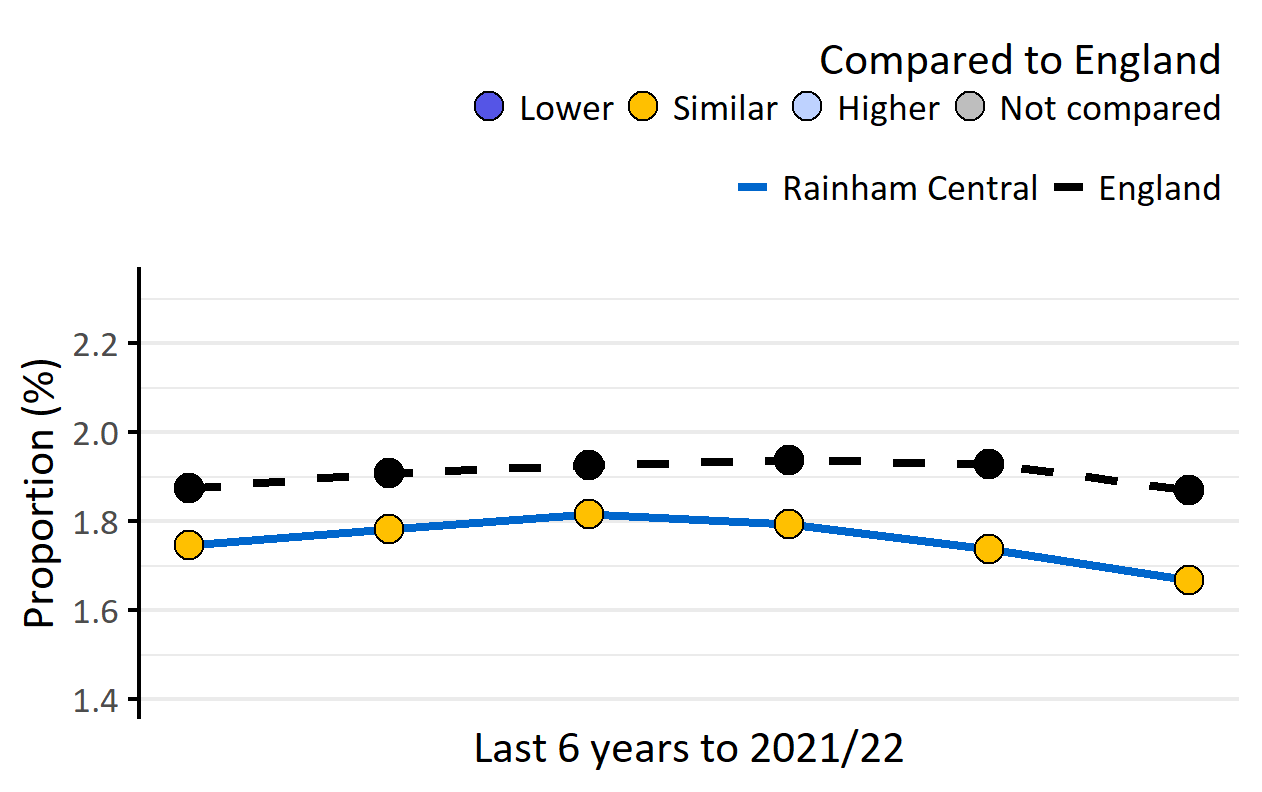 Compared to England
Lower Similar Higher Not compared
Rainham Central England
Proportion (%)
2.2
2.0
1.8
1.6
1.4
Last 6 years to 2021/22